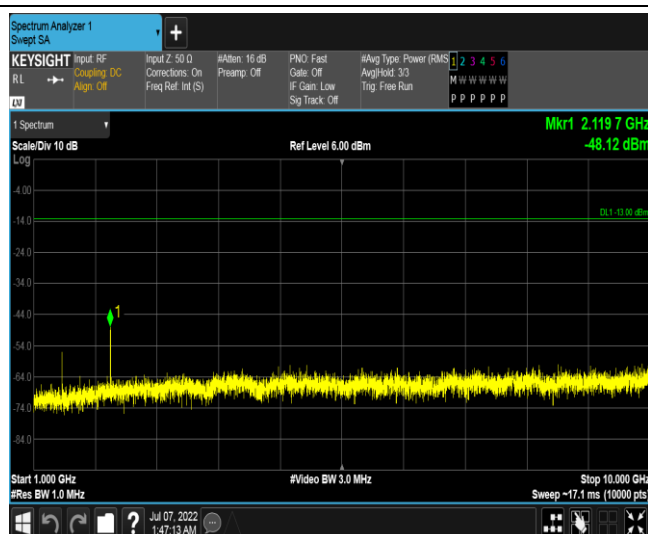 Spectrum Analyzer 1
Swept SA
+
KEYSIGHT
RL
LXI
Input: RF
Coupling: DC
Align: Off
Input Z: 50 Ω
Corrections: On
Freq Ref: Int (S)
#Atten: 16 dB
Preamp: Off
PNO: Fast
Gate: Off
IF Gain: Low
Sig Track: Off
#Avg Type: Power (RMS
Avg|Hold: 3/3
Trig: Free Run
1 2 3 4 5 6
M W W W W W
P P P P P P
1 Spectrum
Mkr1 2.119 7 GHz
Scale/Div 10 dB
Ref Level 6.00 dBm
-48.12 dBm
Log
-4.00
DL1 -13.00 dBm
-14.0
-24.0
-34.0
1
-44.0
-54.0
-64.0
-74.0
-84.0
Start 1.000 GHz
#Video BW 3.0 MHz
Stop 10.000 GHz
#Res BW 1.0 MHz
Sweep ~17.1 ms (10000 pts)
?
Jul 07, 2022
1:47:13 AM